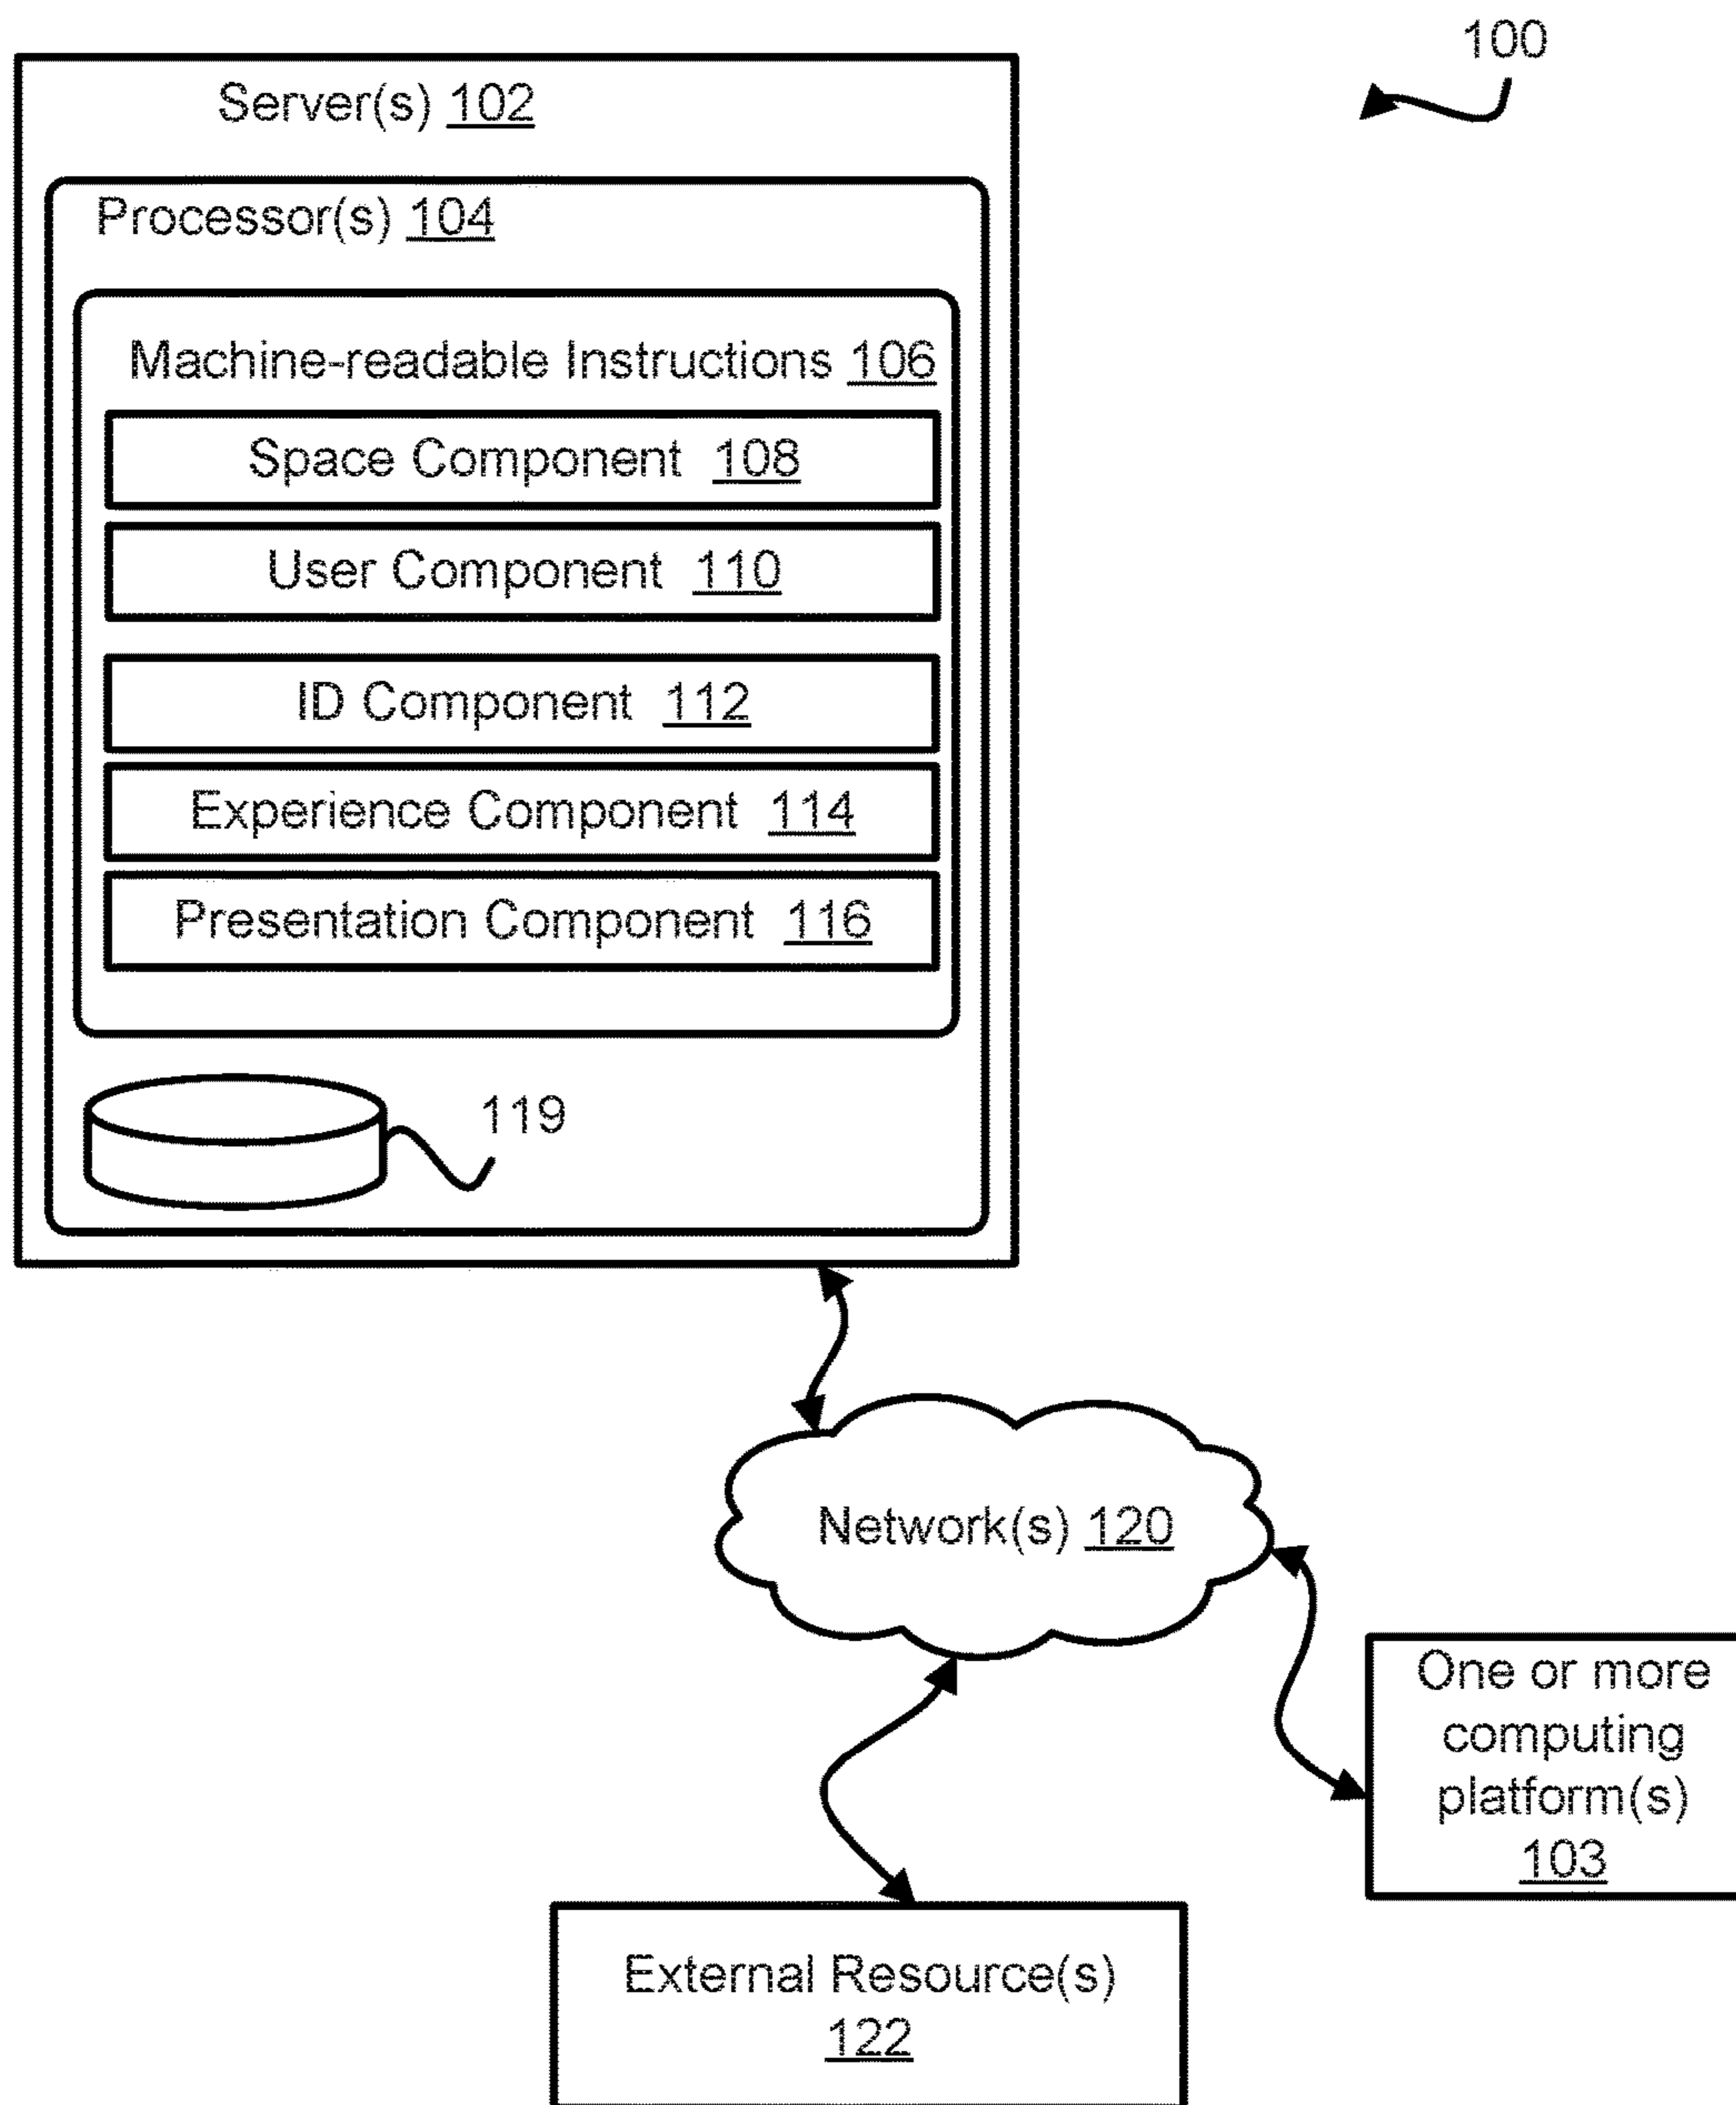 100
Server(s) 102
Processor(s) 104
Machine-readable Instructions 106
Space Component 108
User Component 110
ID Component 112
Experience Component 114
Presentation Component 116
119
Network(s) 120
One or more
computing
platform(s)
103
External Resource(s)
122